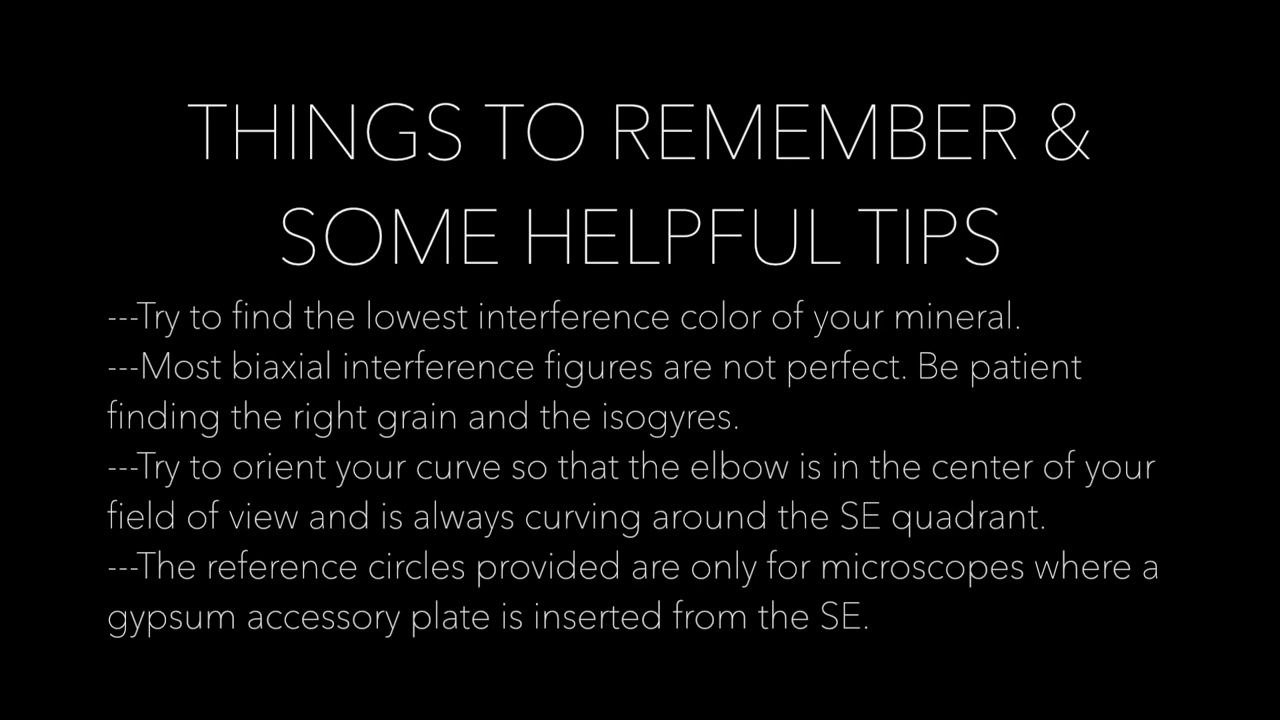 THINGS TO REMEMBER &
SOME HELPFUL TIPS
---Try to find the lowest interference color of your mineral.
---Most biaxial interference figures are not perfect. Be patient
finding the right grain and the isogyres.
---Try to orient your curve so that the elbow is in the center of your
field of view and is always curving around the SE quadrant.
---The reference circles provided are only for microscopes where a
gypsum accessory plate is inserted from the SE.